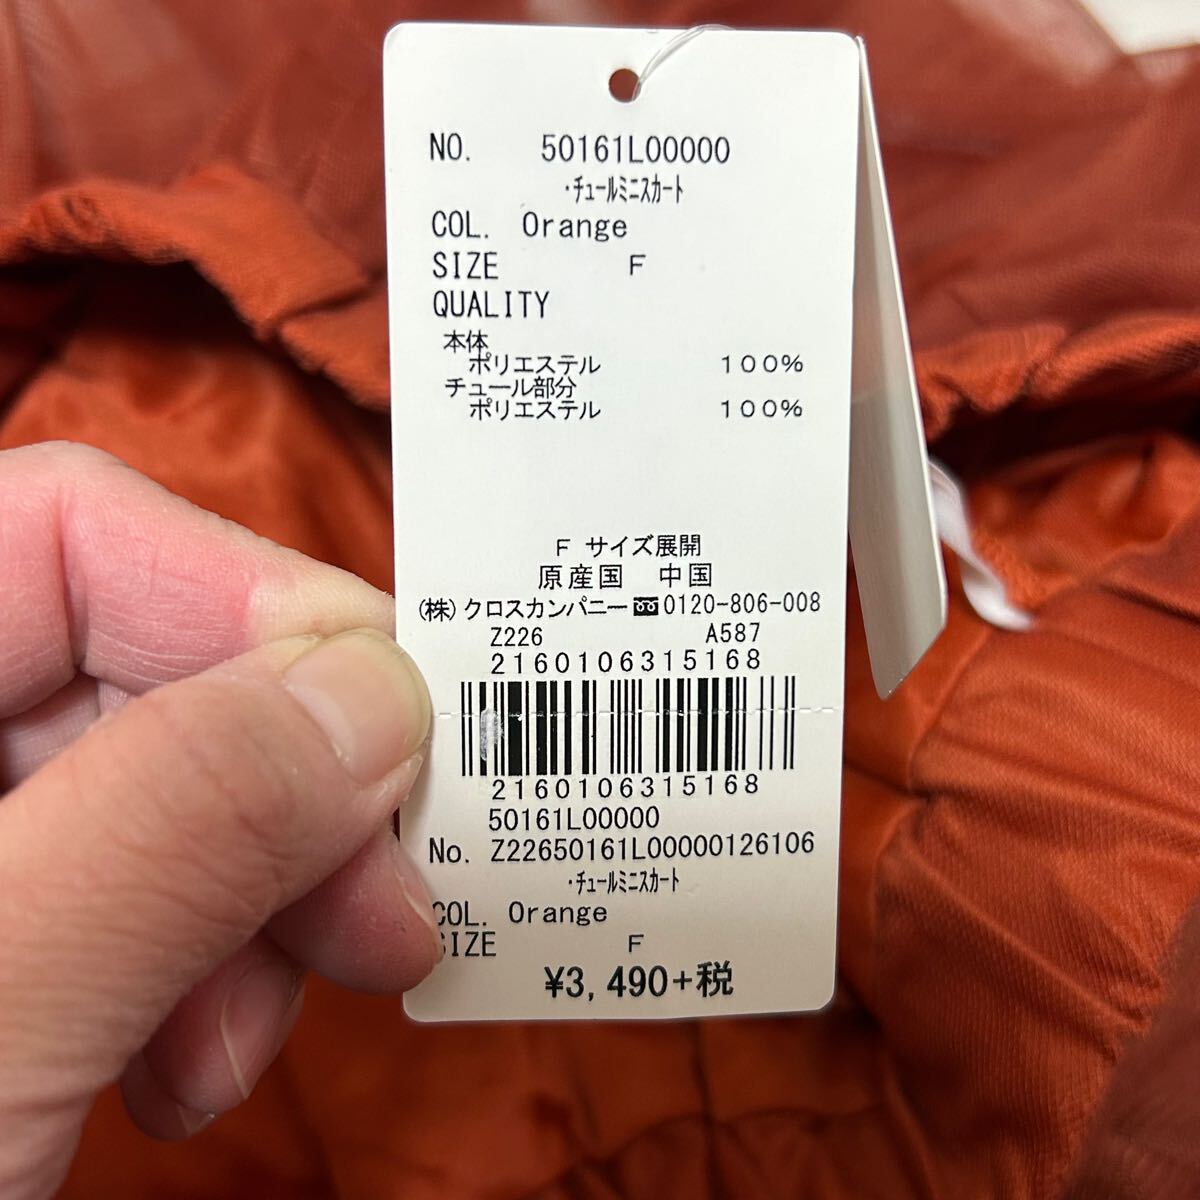 NO. 50161L00000
･ﾁｭｰﾙﾐﾆｽｶｰﾄ
COL. Orange
SIZE F
QUALITY
本体
ポリエステル １００％
チュール部分
ポリエステル １００％
Ｆ サイズ展開
原産国 中国
(株)クロスカンパニー 0120-806-008
Z226 A587
2160106315168
2160106315168
50161L00000
No. Z22650161L00000126106
･ﾁｭｰﾙﾐﾆｽｶｰﾄ
COL. Orange
SIZE F
¥3,490+税